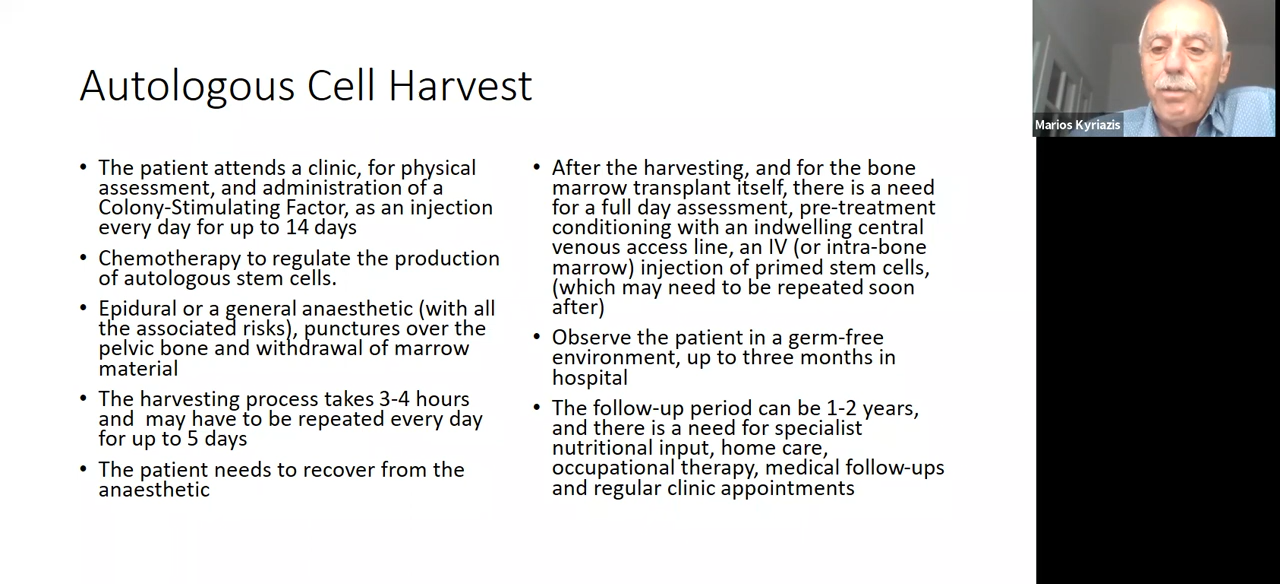 Autologous Cell Harvest
• The patient attends a clinic, for physical
assessment, and administration of a
Colony-Stimulating Factor, as an injection
every day for up to 14 days
• Chemotherapy to regulate the production
of autologous stem cells.
• Epidural or a general anaesthetic (with all
the associated risks), punctures over the
pelvic bone and withdrawal of marrow
material
• The harvesting process takes 3-4 hours
and  may have to be repeated every day
for up to 5 days
• The patient needs to recover from the
anaesthetic
• After the harvesting, and for the bone
marrow transplant itself, there is a need
for a full day assessment, pre-treatment
conditioning with an indwelling central
venous access line, an IV (or intra-bone
marrow) injection of primed stem cells,
(which may need to be repeated soon
after)
• Observe the patient in a germ-free
environment, up to three months in
hospital
• The follow-up period can be 1-2 years,
and there is a need for specialist
nutritional input, home care,
occupational therapy, medical follow-ups
and regular clinic appointments
Marios Kyriazis